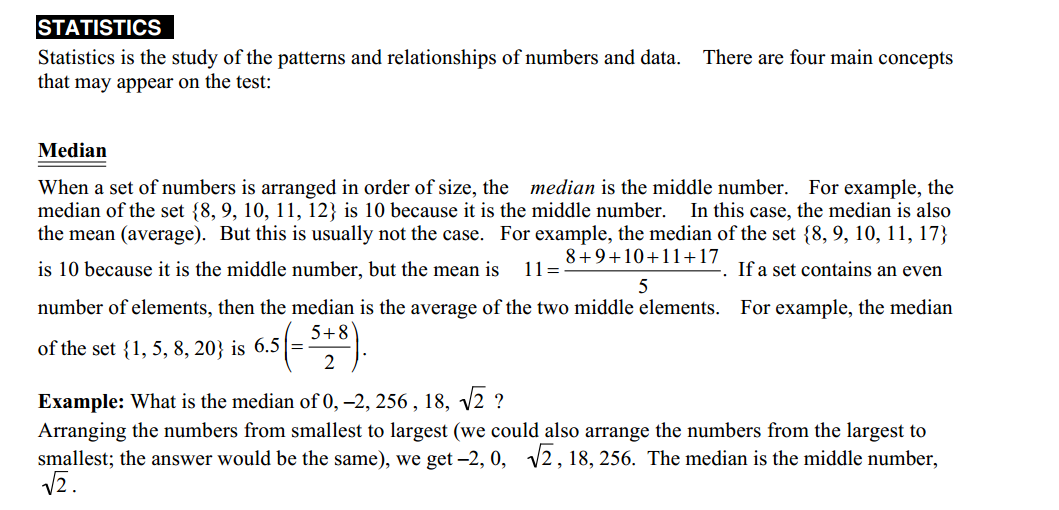 STATISTICS
Statistics is the study of the patterns and relationships of numbers and data. There are four main concepts
that may appear on the test:
Median
When a set of numbers is arranged in order of size, the median is the middle number. For example, the
median of the set {8, 9, 10, 11, 12} is 10 because it is the middle number. In this case, the median is also
the mean (average). But this is usually not the case. For example, the median of the set {8, 9, 10, 11, 17}
is 10 because it is the middle number, but the mean is 11 = (8+9+10+11+17)/5. If a set contains an even
number of elements, then the median is the average of the two middle elements. For example, the median
of the set {1, 5, 8, 20} is 6.5 (= (5+8)/2).
Example: What is the median of 0, –2, 256 , 18, √2 ?
Arranging the numbers from smallest to largest (we could also arrange the numbers from the largest to
smallest; the answer would be the same), we get –2, 0, √2 , 18, 256. The median is the middle number,
√2 .